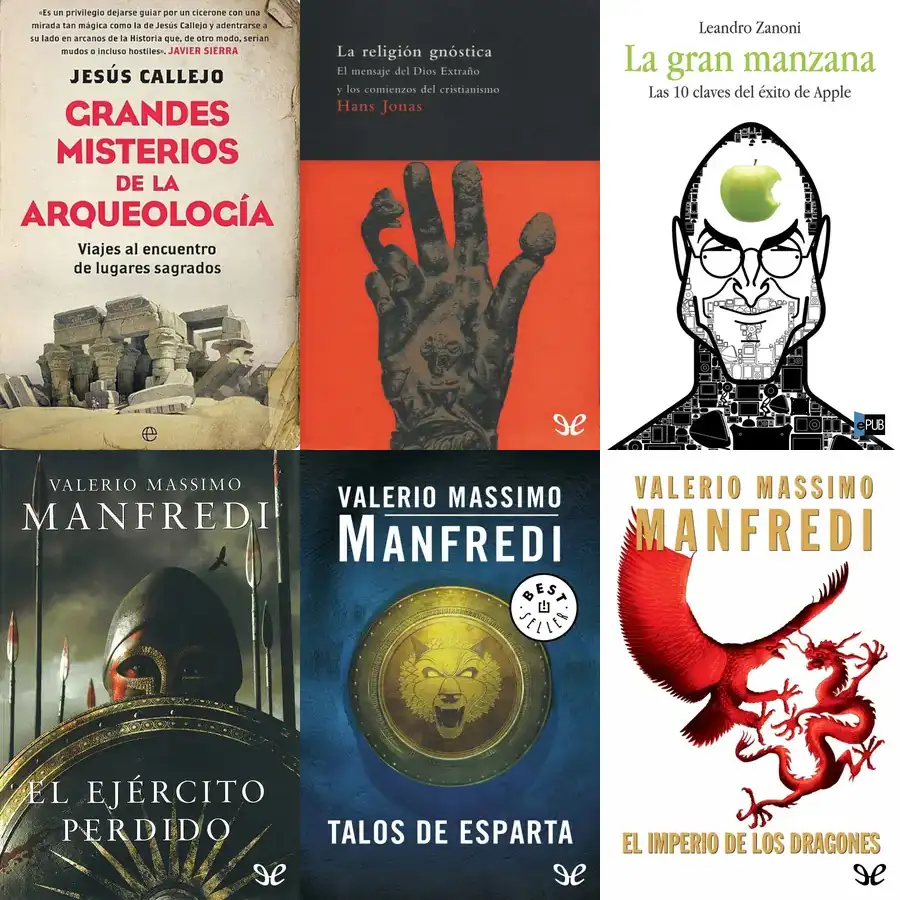 «Es un privilegio dejarse guiar por un cicerone con una
mirada tan mágica como la de Jesús Callejo y adentrarse a
su lado en arcanos de la Historia que, de otro modo, serían
mudos o incluso hostiles». JAVIER SIERRA
JESÚS CALLEJO
GRANDES
MISTERIOS
DE LA
ARQUEOLOGÍA
Viajes al encuentro
de lugares sagrados
e
La religión gnóstica
El mensaje del Dios Extraño
y los comienzos del cristianismo
Hans Jonas
Leandro Zanoni
La gran manzana
Las 10 claves del éxito de Apple
ePUB
VALERIO MASSIMO
MANFREDI
EL EJÉRCITO
PERDIDO
VALERIO MASSIMO
MANFREDI
BEST
SELLER
TALOS DE ESPARTA
VALERIO MASSIMO
MANFREDI
EL IMPERIO DE LOS DRAGONES